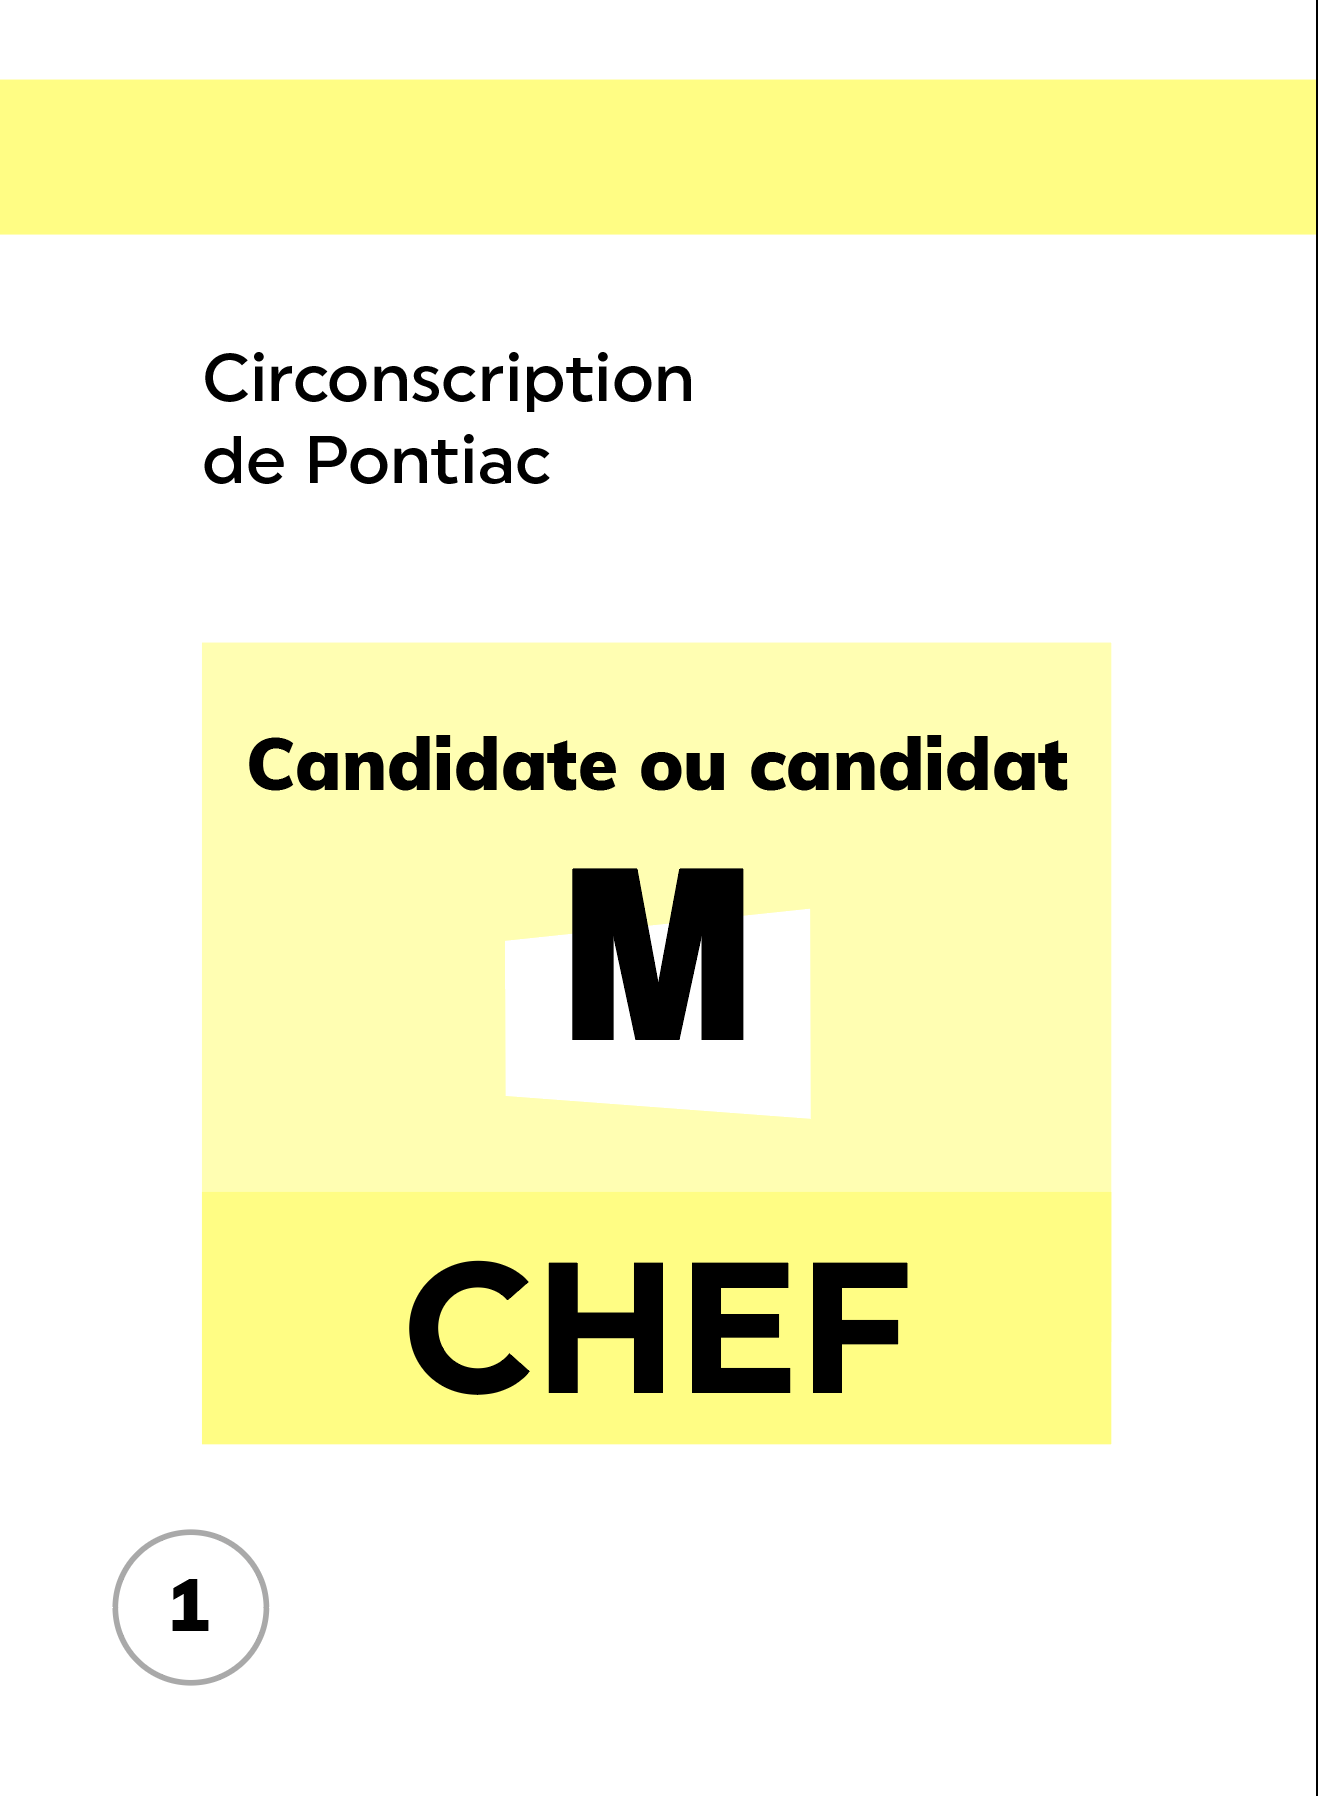 Circonscription
de Pontiac
Candidate ou candidat
M
CHEF
1